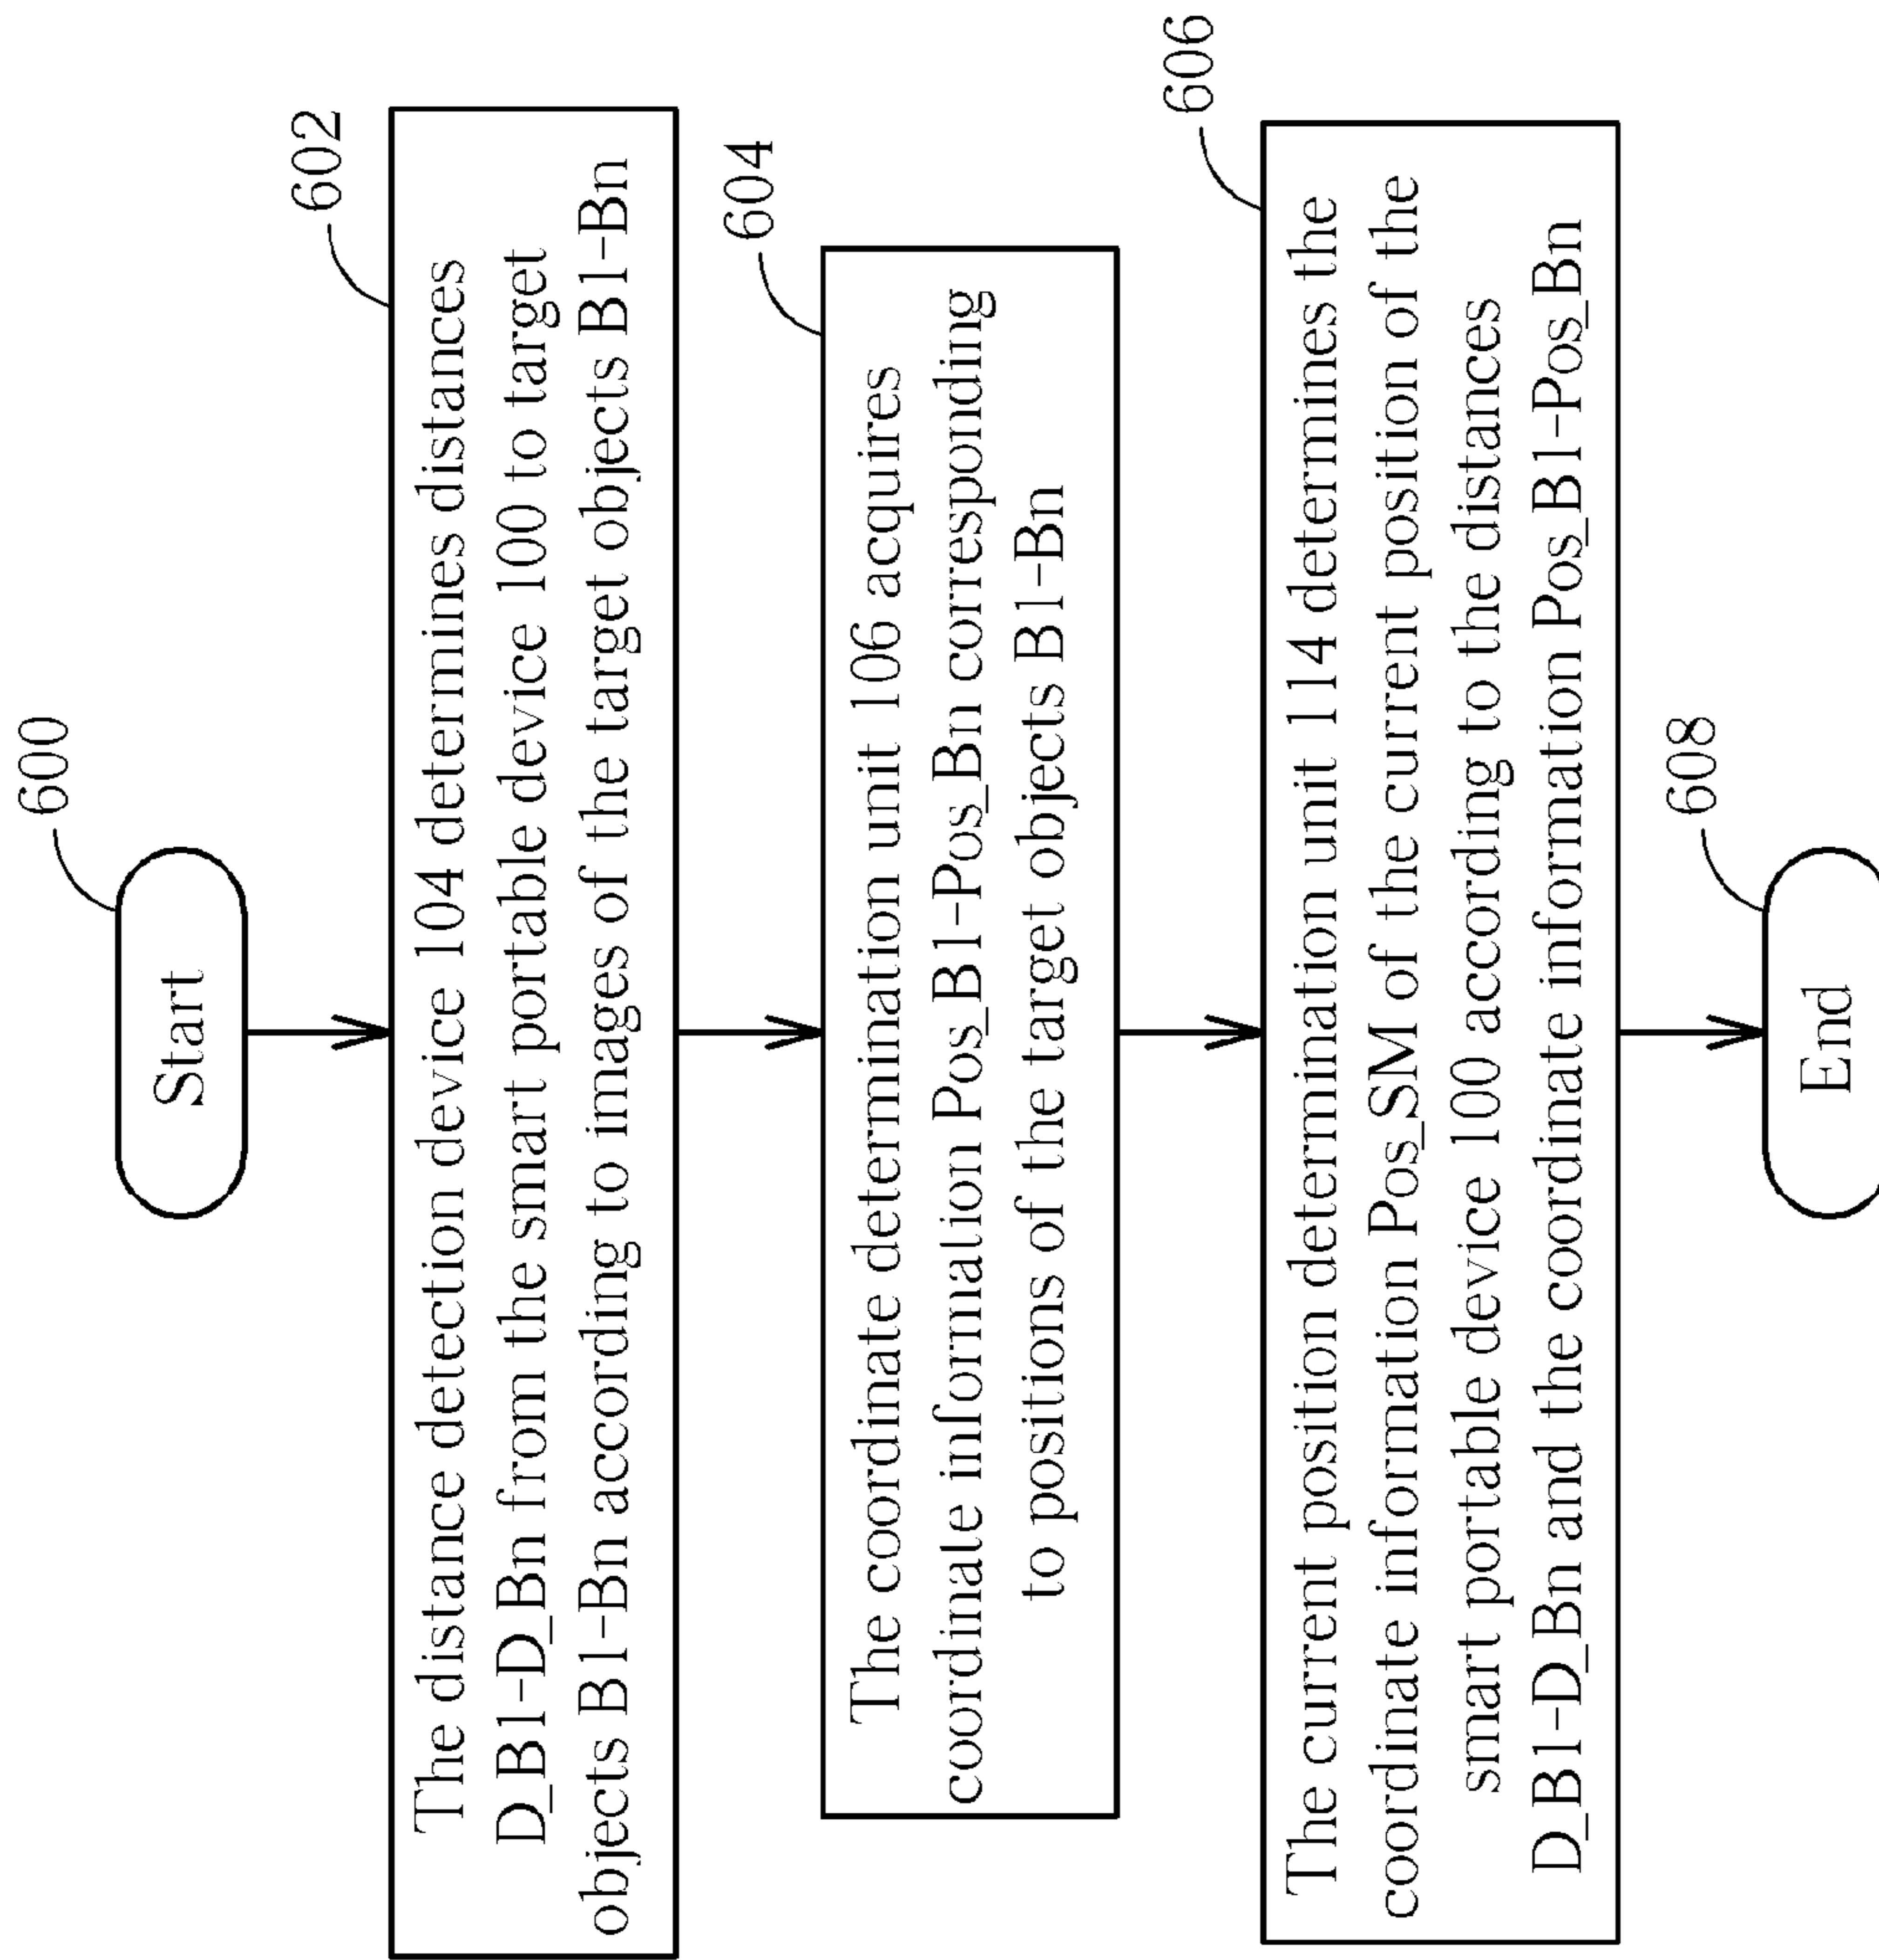 600
Start
602
The distance detection device 104 determines distances
D_B1-D_Bn from the smart portable device 100 to target
objects B1-Bn according to images of the target objects B1-Bn
604
The coordinate determination unit 106 acquires
coordinate information Pos_B1-Pos_Bn corresponding
to positions of the target objects B1-Bn
606
The current position determination unit 114 determines the
coordinate information Pos_SM of the current position of the
smart portable device 100 according to the distances
D_B1-D_Bn and the coordinate information Pos_B1-Pos_Bn
608
End